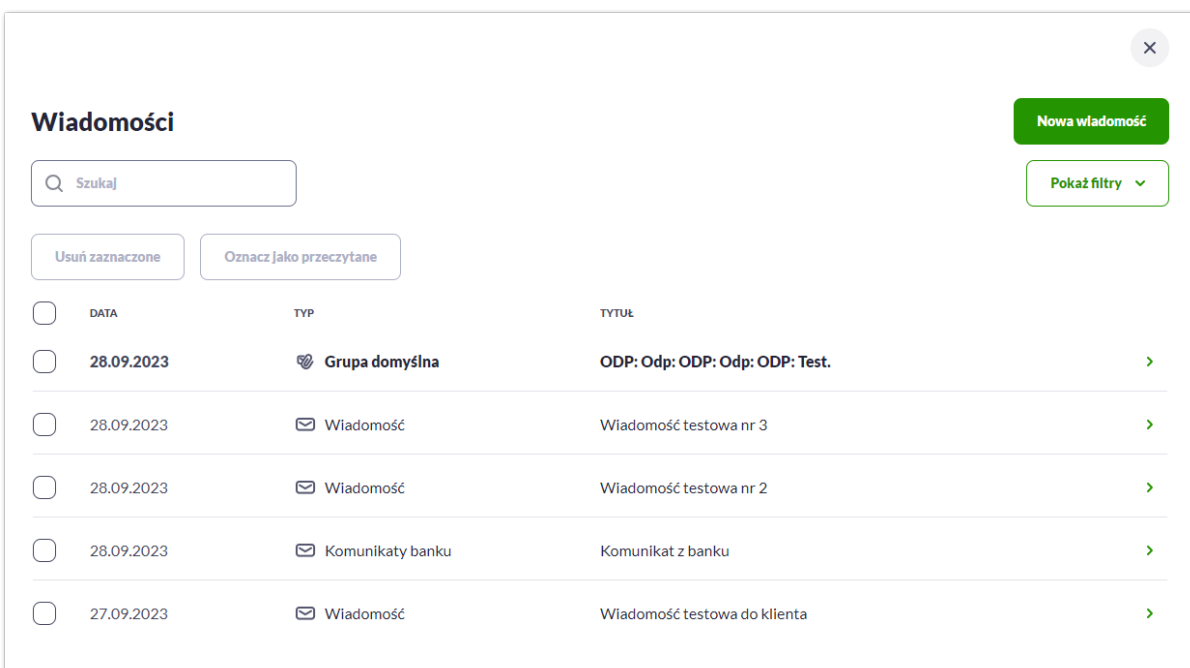 Wiadomości
Nowa wiadomość
Szukaj
Pokaż filtry
Usuń zaznaczone
Oznacz jako przeczytane
DATA TYP TYTUŁ
28.09.2023 Grupa domyślna ODP: Odp: ODP: Odp: ODP: Test.
28.09.2023 Wiadomość Wiadomość testowa nr 3
28.09.2023 Wiadomość Wiadomość testowa nr 2
28.09.2023 Komunikaty banku Komunikat z banku
27.09.2023 Wiadomość Wiadomość testowa do klienta